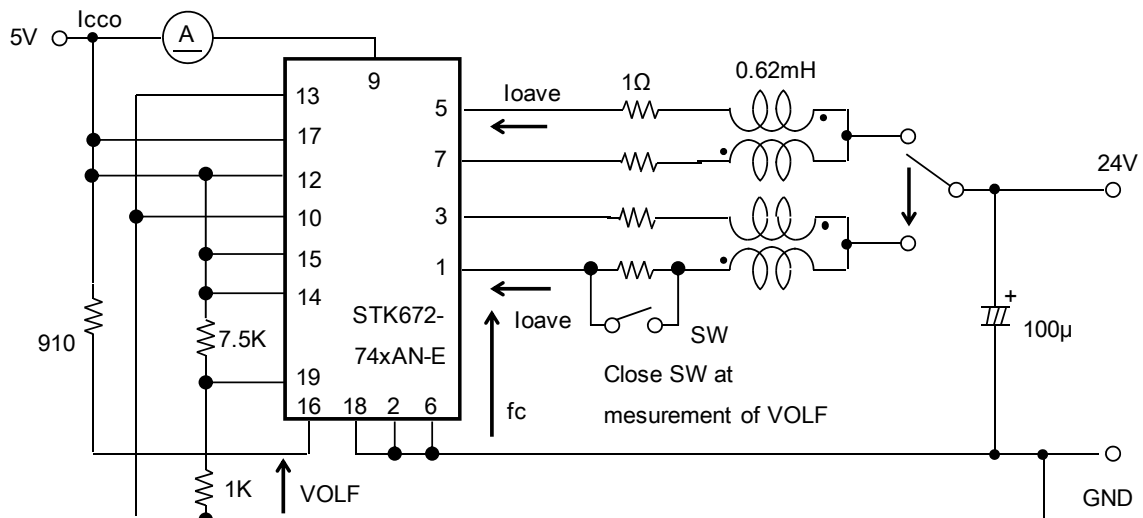 Icco
5V
A
9
13
17
12
10
15
14
19
16
18
2
6
5
7
3
1
STK672-
74xAN-E
910
7.5K
1K
VOLF
fc
Ioave
1Ω
0.62mH
Ioave
SW
Close SW at
mesurement of VOLF
24V
+
100μ
GND